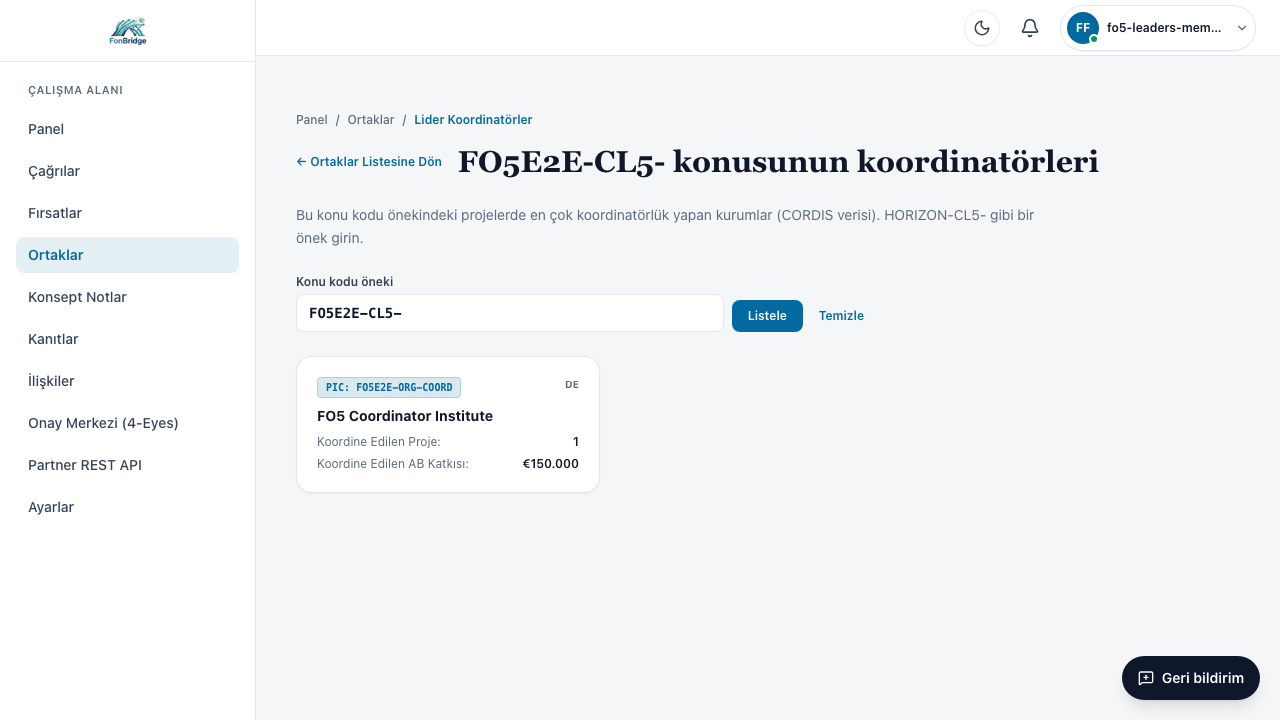 FonBridge
FF
fo5-leaders-mem...
ÇALIŞMA ALANI
Panel
Çağrılar
Fırsatlar
Ortaklar
Konsept Notlar
Kanıtlar
İlişkiler
Onay Merkezi (4-Eyes)
Partner REST API
Ayarlar
Panel / Ortaklar / Lider Koordinatörler
← Ortaklar Listesine Dön
FO5E2E-CL5- konusunun koordinatörleri
Bu konu kodu önekindeki projelerde en çok koordinatörlük yapan kurumlar (CORDIS verisi). HORIZON-CL5- gibi bir
önek girin.
Konu kodu öneki
FO5E2E-CL5-
Listele
Temizle
PIC: FO5E2E-ORG-COORD
DE
FO5 Coordinator Institute
Koordine Edilen Proje: 1
Koordine Edilen AB Katkısı: €150.000
Geri bildirim